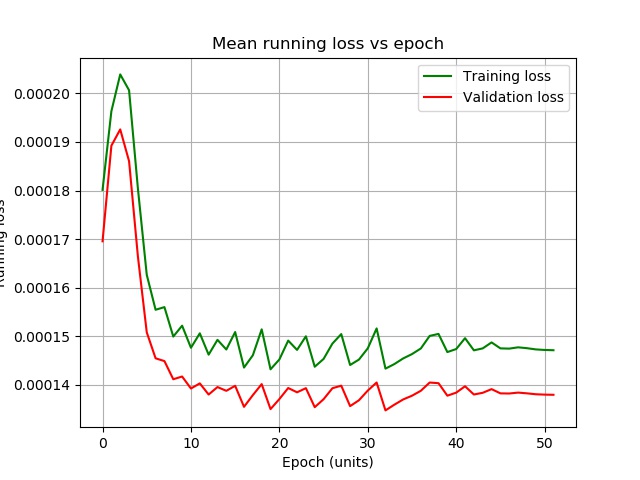 Mean running loss vs epoch
Training loss
Validation loss
0.00020
0.00019
0.00018
0.00017
0.00016
0.00015
0.00014
Running loss
0
10
20
30
40
50
Epoch (units)